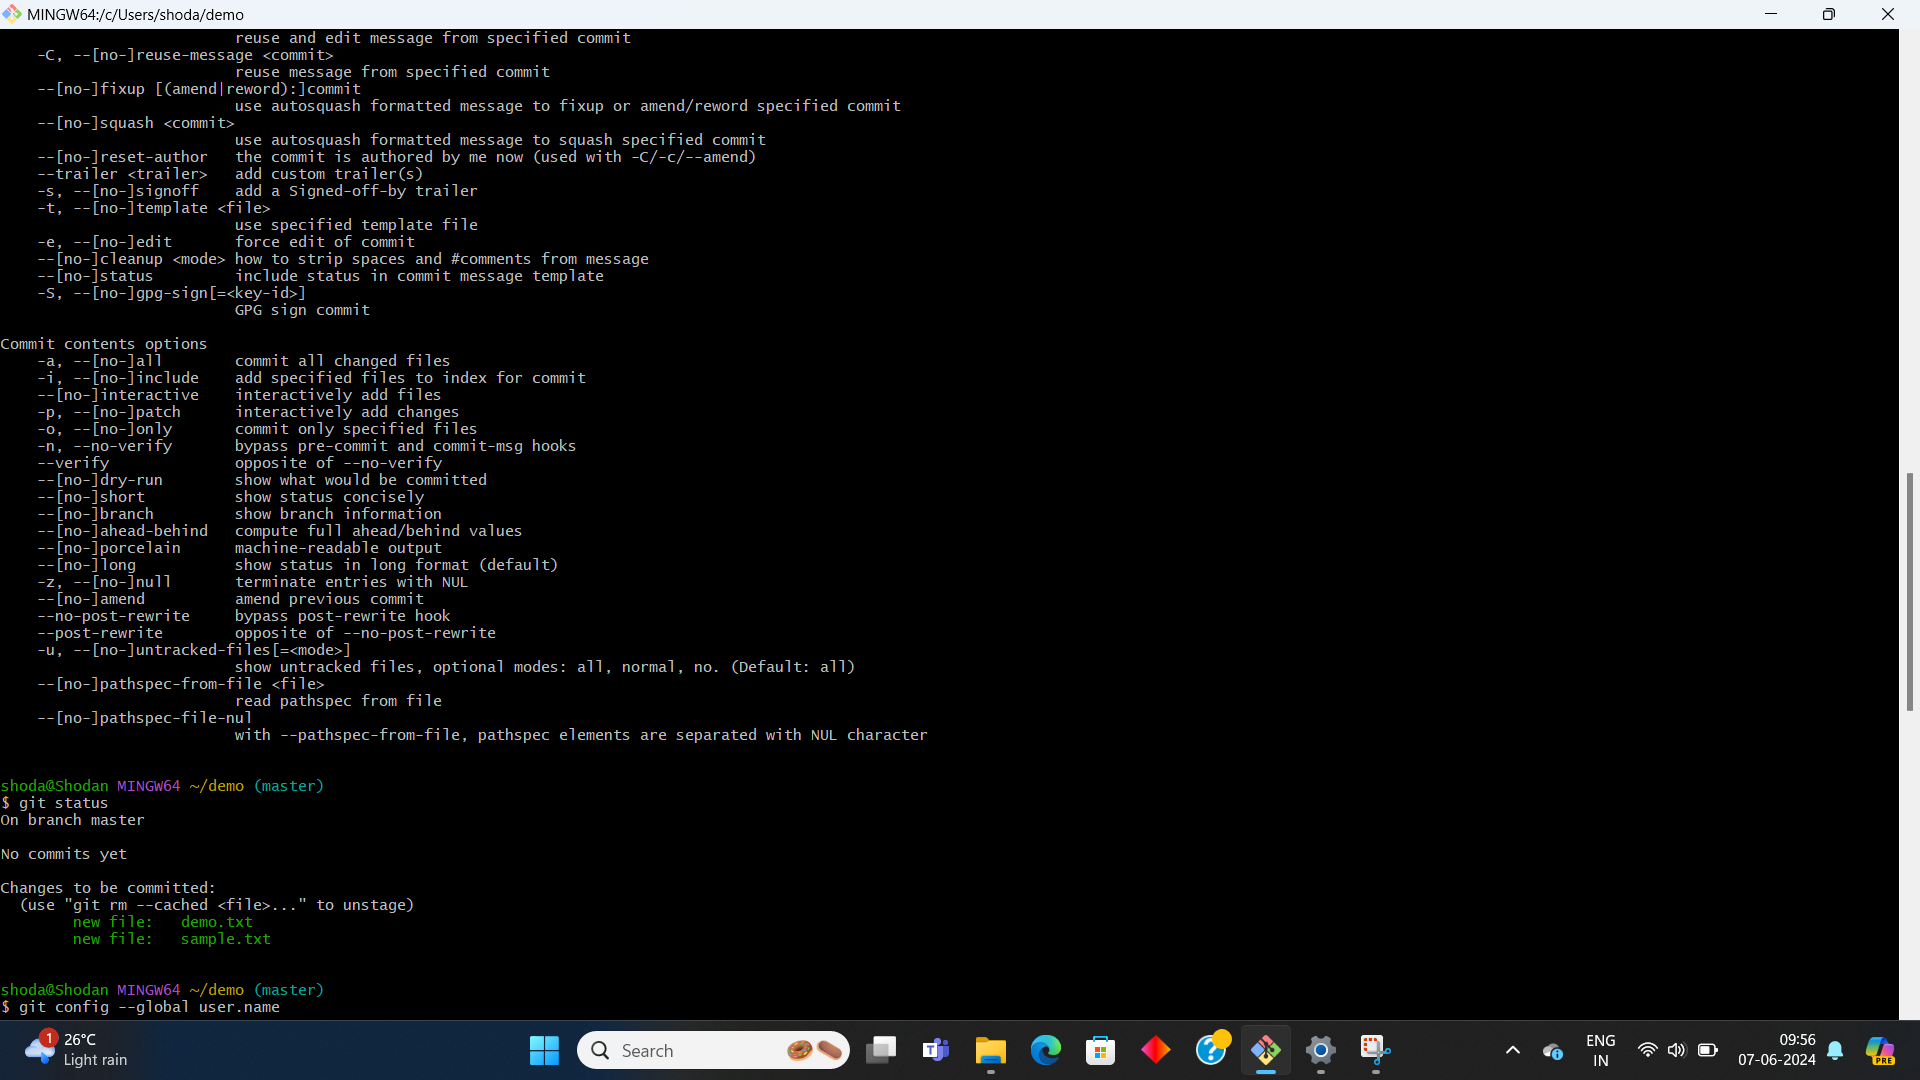 MINGW64:/c/Users/shoda/demo
reuse and edit message from specified commit
-C, --[no-]reuse-message <commit>
reuse message from specified commit
--[no-]fixup [(amend|reword):]commit
use autosquash formatted message to fixup or amend/reword specified commit
--[no-]squash <commit>
use autosquash formatted message to squash specified commit
--[no-]reset-author the commit is authored by me now (used with -C/-c/--amend)
--trailer <trailer> add custom trailer(s)
-s, --[no-]signoff add a Signed-off-by trailer
-t, --[no-]template <file>
use specified template file
-e, --[no-]edit force edit of commit
--[no-]cleanup <mode> how to strip spaces and #comments from message
--[no-]status include status in commit message template
-S, --[no-]gpg-sign[=<key-id>]
GPG sign commit
Commit contents options
-a, --[no-]all commit all changed files
-i, --[no-]include add specified files to index for commit
--[no-]interactive interactively add files
-p, --[no-]patch interactively add changes
-o, --[no-]only commit only specified files
-n, --no-verify bypass pre-commit and commit-msg hooks
--verify opposite of --no-verify
--[no-]dry-run show what would be committed
--[no-]short show status concisely
--[no-]branch show branch information
--[no-]ahead-behind compute full ahead/behind values
--[no-]porcelain machine-readable output
--[no-]long show status in long format (default)
-z, --[no-]null terminate entries with NUL
--[no-]amend amend previous commit
--no-post-rewrite bypass post-rewrite hook
--post-rewrite opposite of --no-post-rewrite
-u, --[no-]untracked-files[=<mode>]
show untracked files, optional modes: all, normal, no. (Default: all)
--[no-]pathspec-from-file <file>
read pathspec from file
--[no-]pathspec-file-nul
with --pathspec-from-file, pathspec elements are separated with NUL character
shoda@Shodan MINGW64 ~/demo (master)
$ git status
On branch master
No commits yet
Changes to be committed:
(use "git rm --cached <file>..." to unstage)
new file: demo.txt
new file: sample.txt
shoda@Shodan MINGW64 ~/demo (master)
$ git config --global user.name
1
26°C
Light rain
Search
T
?
ENG
IN
09:56
07-06-2024
PRE